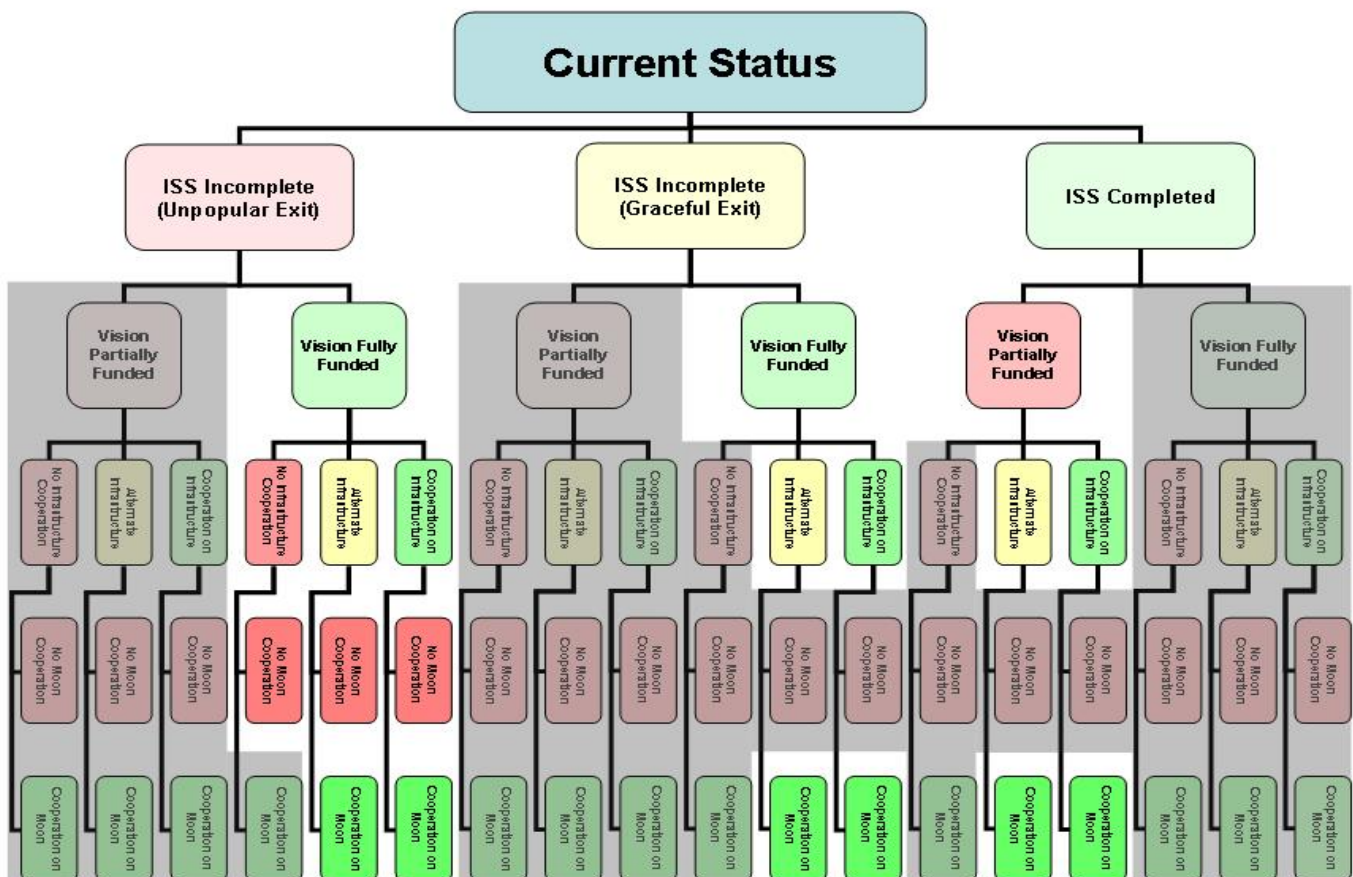 Current Status
ISS Incomplete
(Unpopular Exit)
ISS Incomplete
(Graceful Exit)
ISS Completed
Vision
Partially
Funded
Vision Fully
Funded
Vision
Partially
Funded
Vision Fully
Funded
Vision
Partially
Funded
Vision Fully
Funded
No Infrastructure
Cooperation
Alternate
Infrastructure
Cooperation on
Infrastructure
No Infrastructure
Cooperation
Alternate
Infrastructure
Cooperation on
Infrastructure
No Infrastructure
Cooperation
Alternate
Infrastructure
Cooperation on
Infrastructure
No Infrastructure
Cooperation
Alternate
Infrastructure
Cooperation on
Infrastructure
No Infrastructure
Cooperation
Alternate
Infrastructure
Cooperation on
Infrastructure
No Infrastructure
Cooperation
Alternate
Infrastructure
Cooperation on
Infrastructure
No Moon
Cooperation
No Moon
Cooperation
No Moon
Cooperation
No Moon
Cooperation
No Moon
Cooperation
No Moon
Cooperation
No Moon
Cooperation
No Moon
Cooperation
No Moon
Cooperation
No Moon
Cooperation
No Moon
Cooperation
No Moon
Cooperation
No Moon
Cooperation
No Moon
Cooperation
No Moon
Cooperation
No Moon
Cooperation
No Moon
Cooperation
No Moon
Cooperation
Cooperation on
Moon
Cooperation on
Moon
Cooperation on
Moon
Cooperation on
Moon
Cooperation on
Moon
Cooperation on
Moon
Cooperation on
Moon
Cooperation on
Moon
Cooperation on
Moon
Cooperation on
Moon
Cooperation on
Moon
Cooperation on
Moon
Cooperation on
Moon
Cooperation on
Moon
Cooperation on
Moon
Cooperation on
Moon
Cooperation on
Moon
Cooperation on
Moon